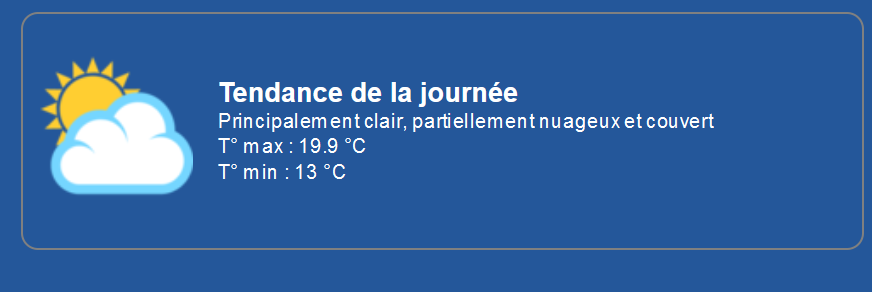 Tendance de la journée
Principalement clair, partiellement nuageux et couvert
T° max : 19.9 °C
T° min : 13 °C